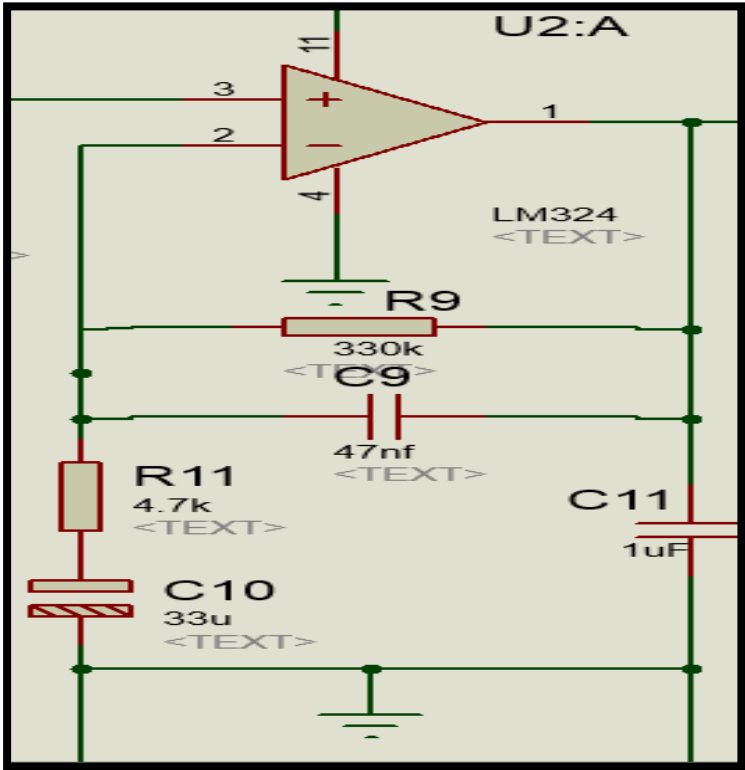 U2:A
11
3
2
1
4
LM324
<TEXT>
R9
330k
<TEXT>
C9
47nf
<TEXT>
R11
4.7k
<TEXT>
C11
1uF
C10
33u
<TEXT>